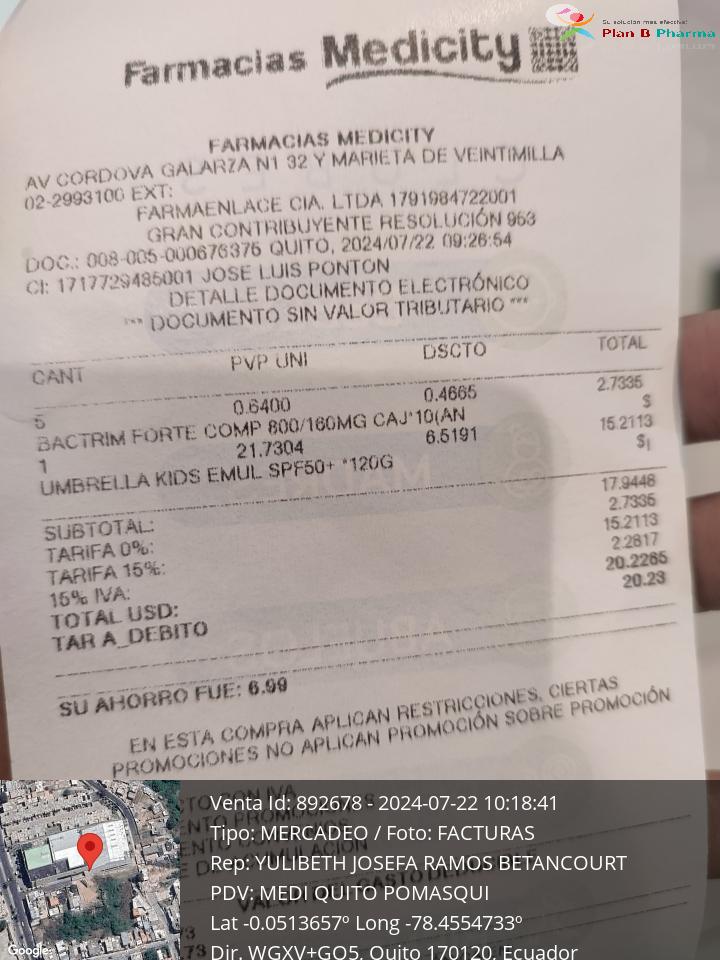 Su solución más efectiva!
Plan B Pharma
Farmacias Medicity
FARMACIAS MEDICITY
AV CORDOVA GALARZA N1 32 Y MARIETA DE VEINTIMILLA
02-2993100 EXT:
FARMAENLACE CIA. LTDA 1791984722001
GRAN CONTRIBUYENTE RESOLUCIÓN 953
DOC.: 008-005-000676375 QUITO, 2024/07/22 09:26:54
CI: 1717729485001 JOSE LUIS PONTON
DETALLE DOCUMENTO ELECTRÓNICO
*** DOCUMENTO SIN VALOR TRIBUTARIO ***
CANT PVP UNI DSCTO TOTAL
5 0.6400 0.4665 2.7335
BACTRIM FORTE COMP 800/160MG CAJ*10(AN $
1 21.7304 6.5191 15.2113
UMBRELLA KIDS EMUL SPF50+ *120G $
SUBTOTAL: 17.9448
TARIFA 0%: 2.7335
TARIFA 15%: 15.2113
15% IVA: 2.2817
TOTAL USD: 20.2265
TAR A_DEBITO 20.23
SU AHORRO FUE: 6.99
EN ESTA COMPRA APLICAN RESTRICCIONES, CIERTAS
PROMOCIONES NO APLICAN PROMOCIÓN SOBRE PROMOCIÓN
Venta Id: 892678 - 2024-07-22 10:18:41
Tipo: MERCADEO / Foto: FACTURAS
Rep: YULIBETH JOSEFA RAMOS BETANCOURT
PDV: MEDI QUITO POMASQUI
Lat -0.0513657º Long -78.4554733º
Dir. WGXV+GQ5, Quito 170120, Ecuador
Google